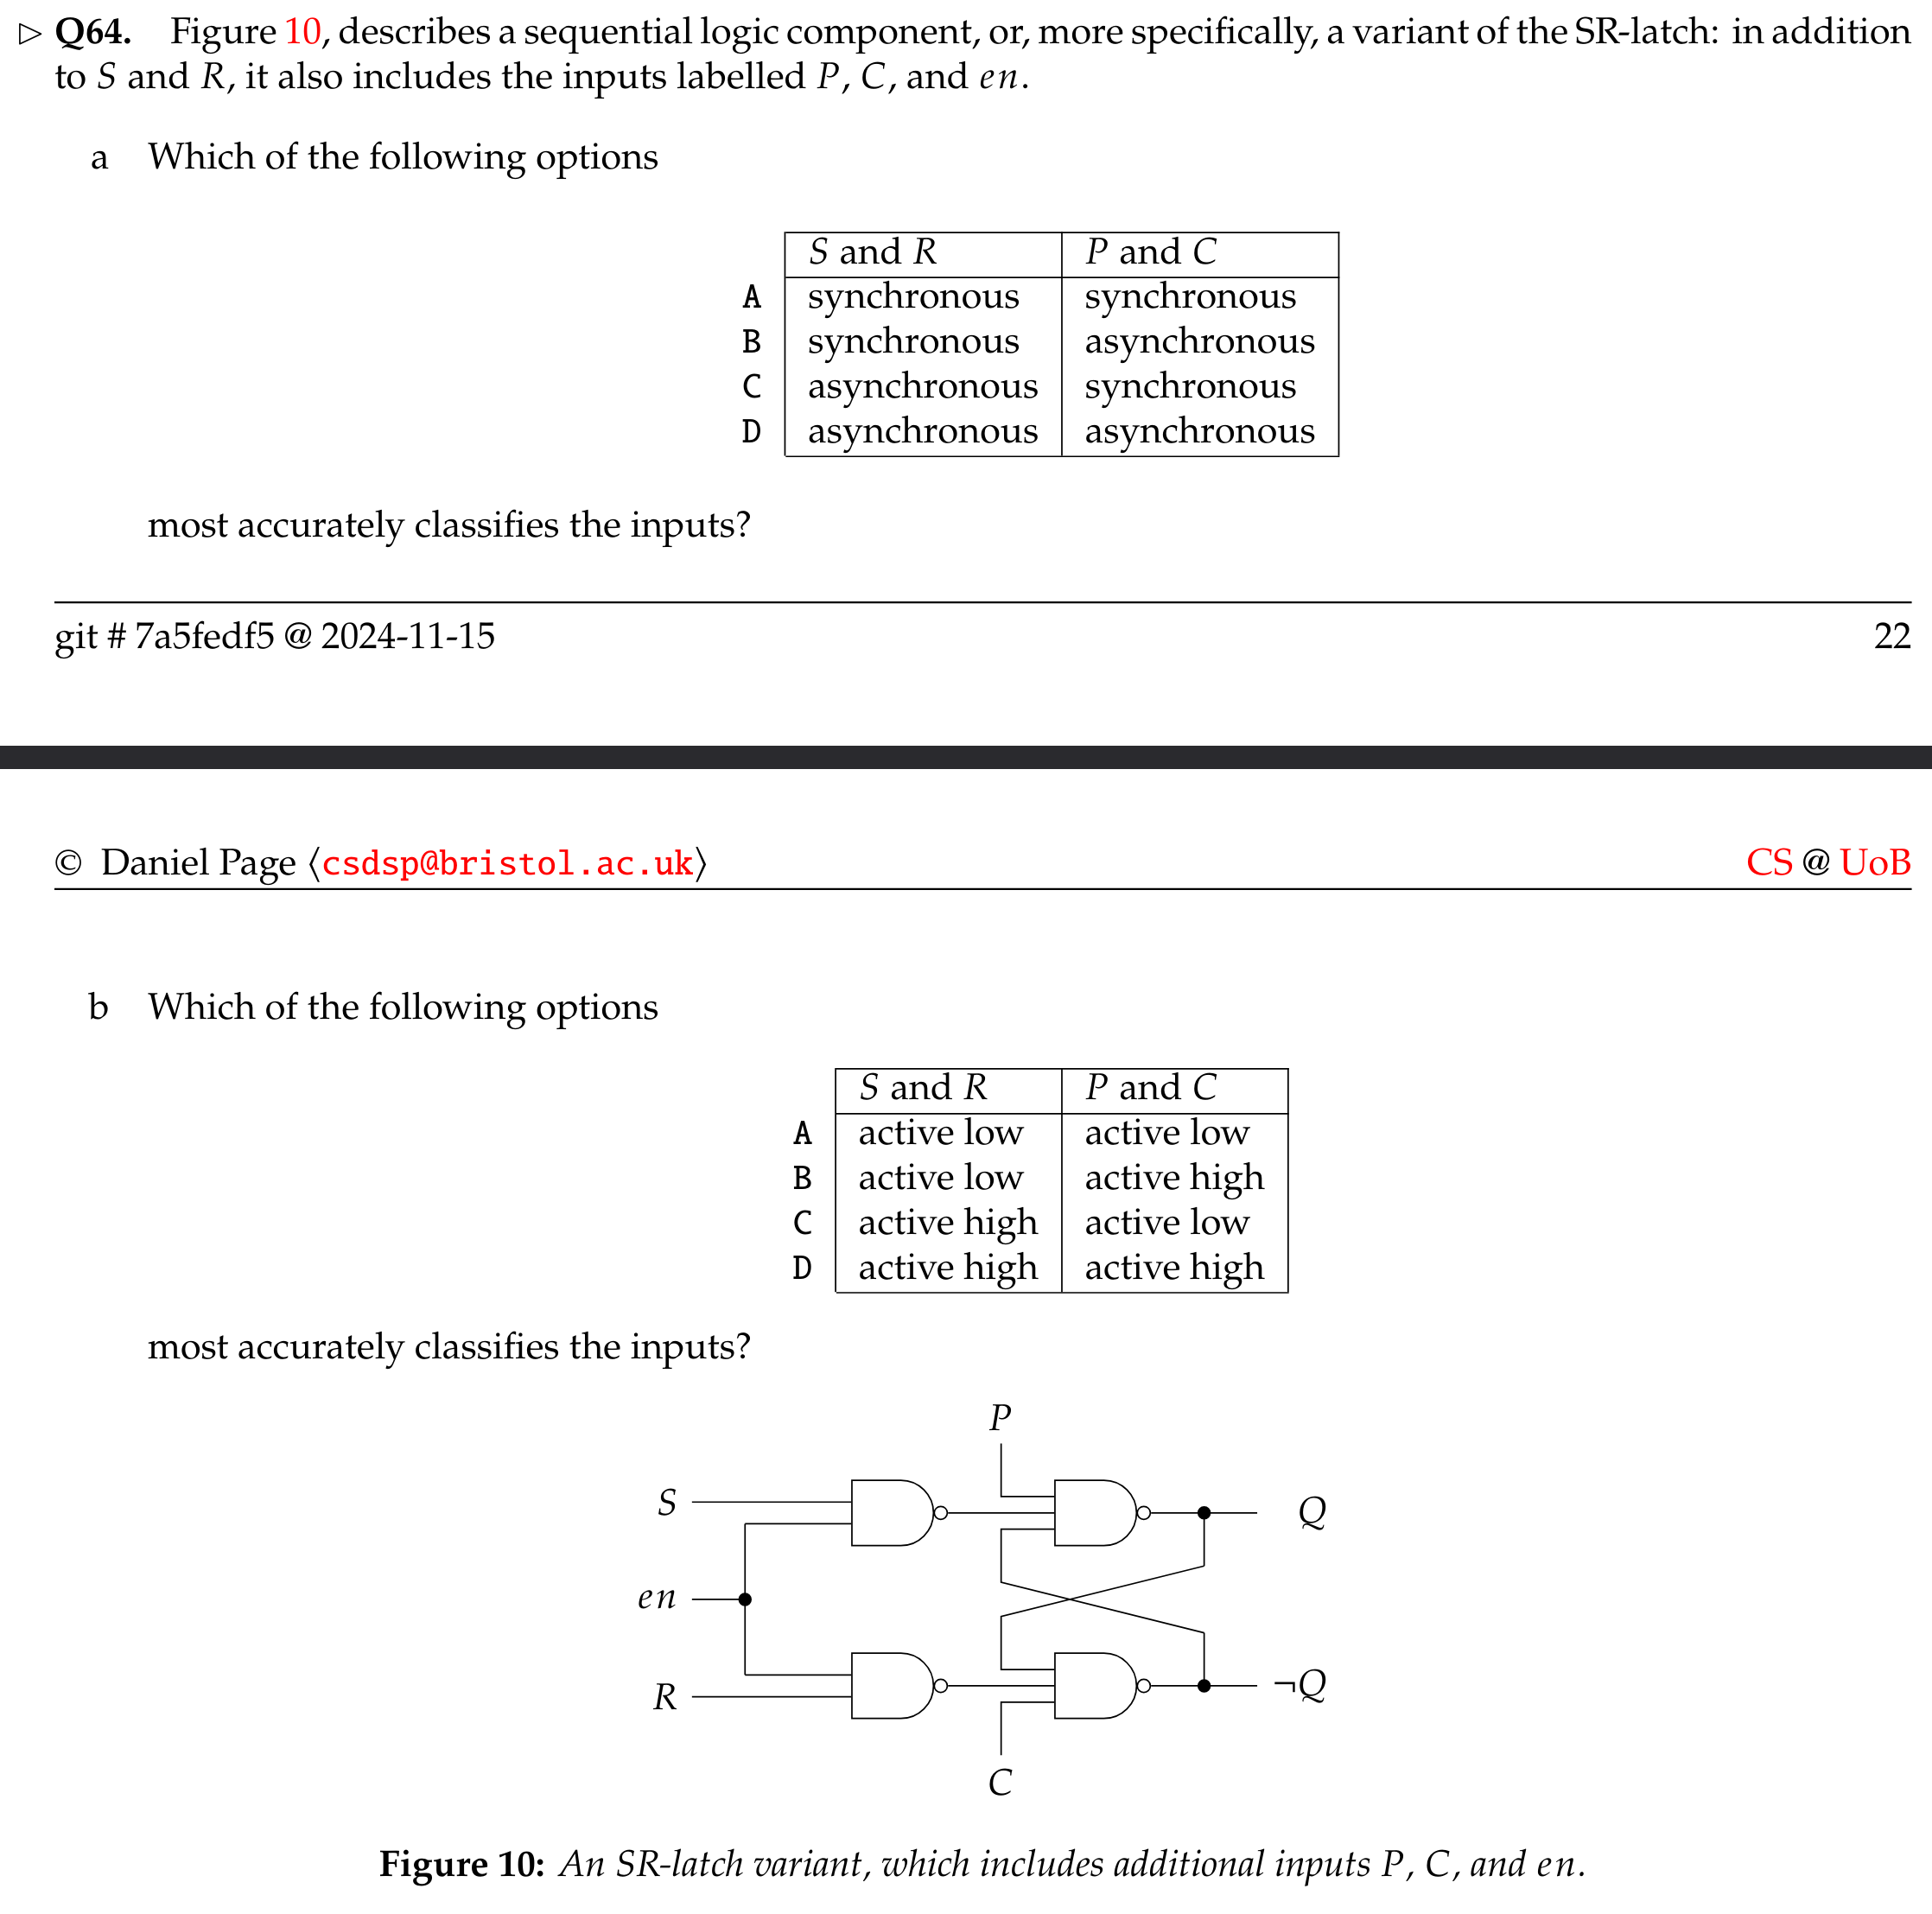 ▷ Q64. Figure 10, describes a sequential logic component, or, more specifically, a variant of the SR-latch: in addition
to S and R, it also includes the inputs labelled P, C, and en.
a Which of the following options
S and R P and C
A synchronous synchronous
B synchronous asynchronous
C asynchronous synchronous
D asynchronous asynchronous
most accurately classifies the inputs?
git # 7a5fedf5 @ 2024-11-15 22
© Daniel Page ⟨csdsp@bristol.ac.uk⟩ CS @ UoB
b Which of the following options
S and R P and C
A active low active low
B active low active high
C active high active low
D active high active high
most accurately classifies the inputs?
P
S Q
en
R ¬Q
C
Figure 10: An SR-latch variant, which includes additional inputs P, C, and en.